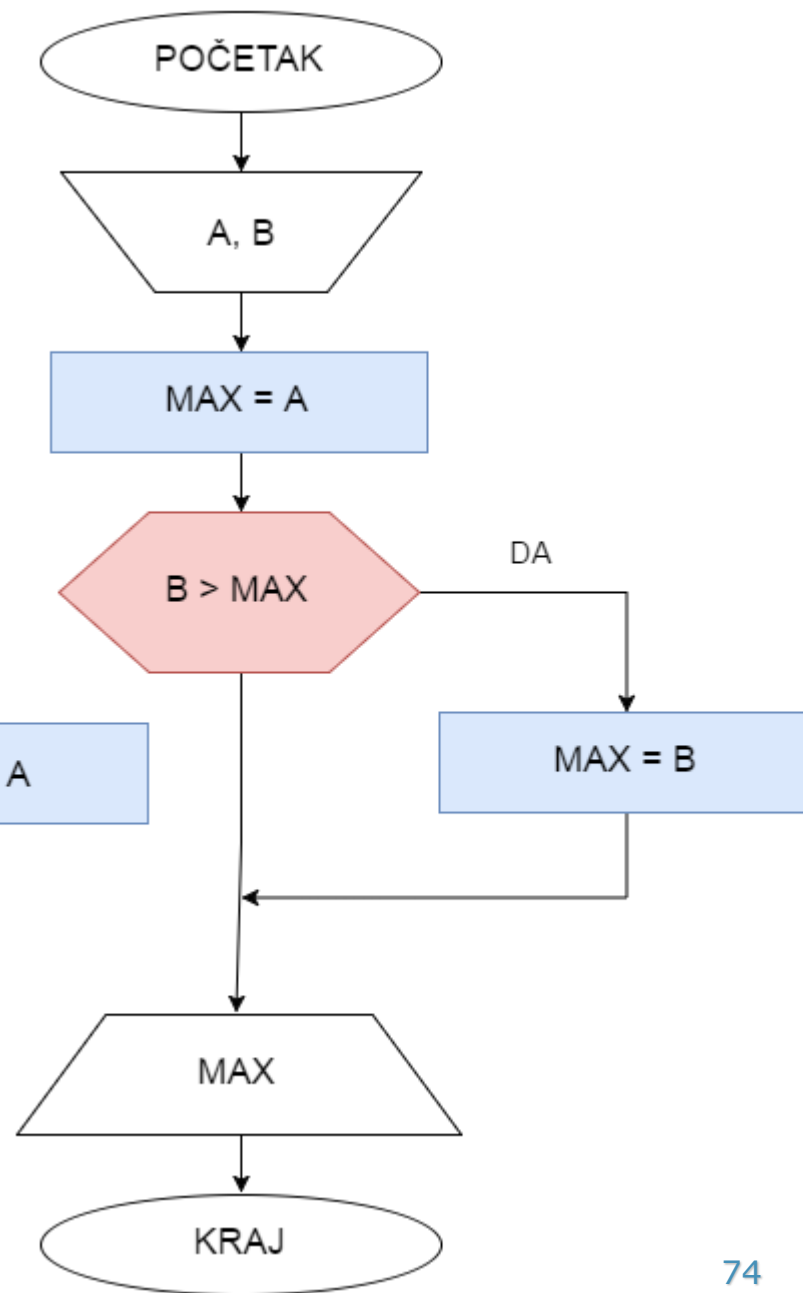 POČETAK
A, B
MAX = A
B > MAX
DA
A
MAX = B
MAX
KRAJ
74